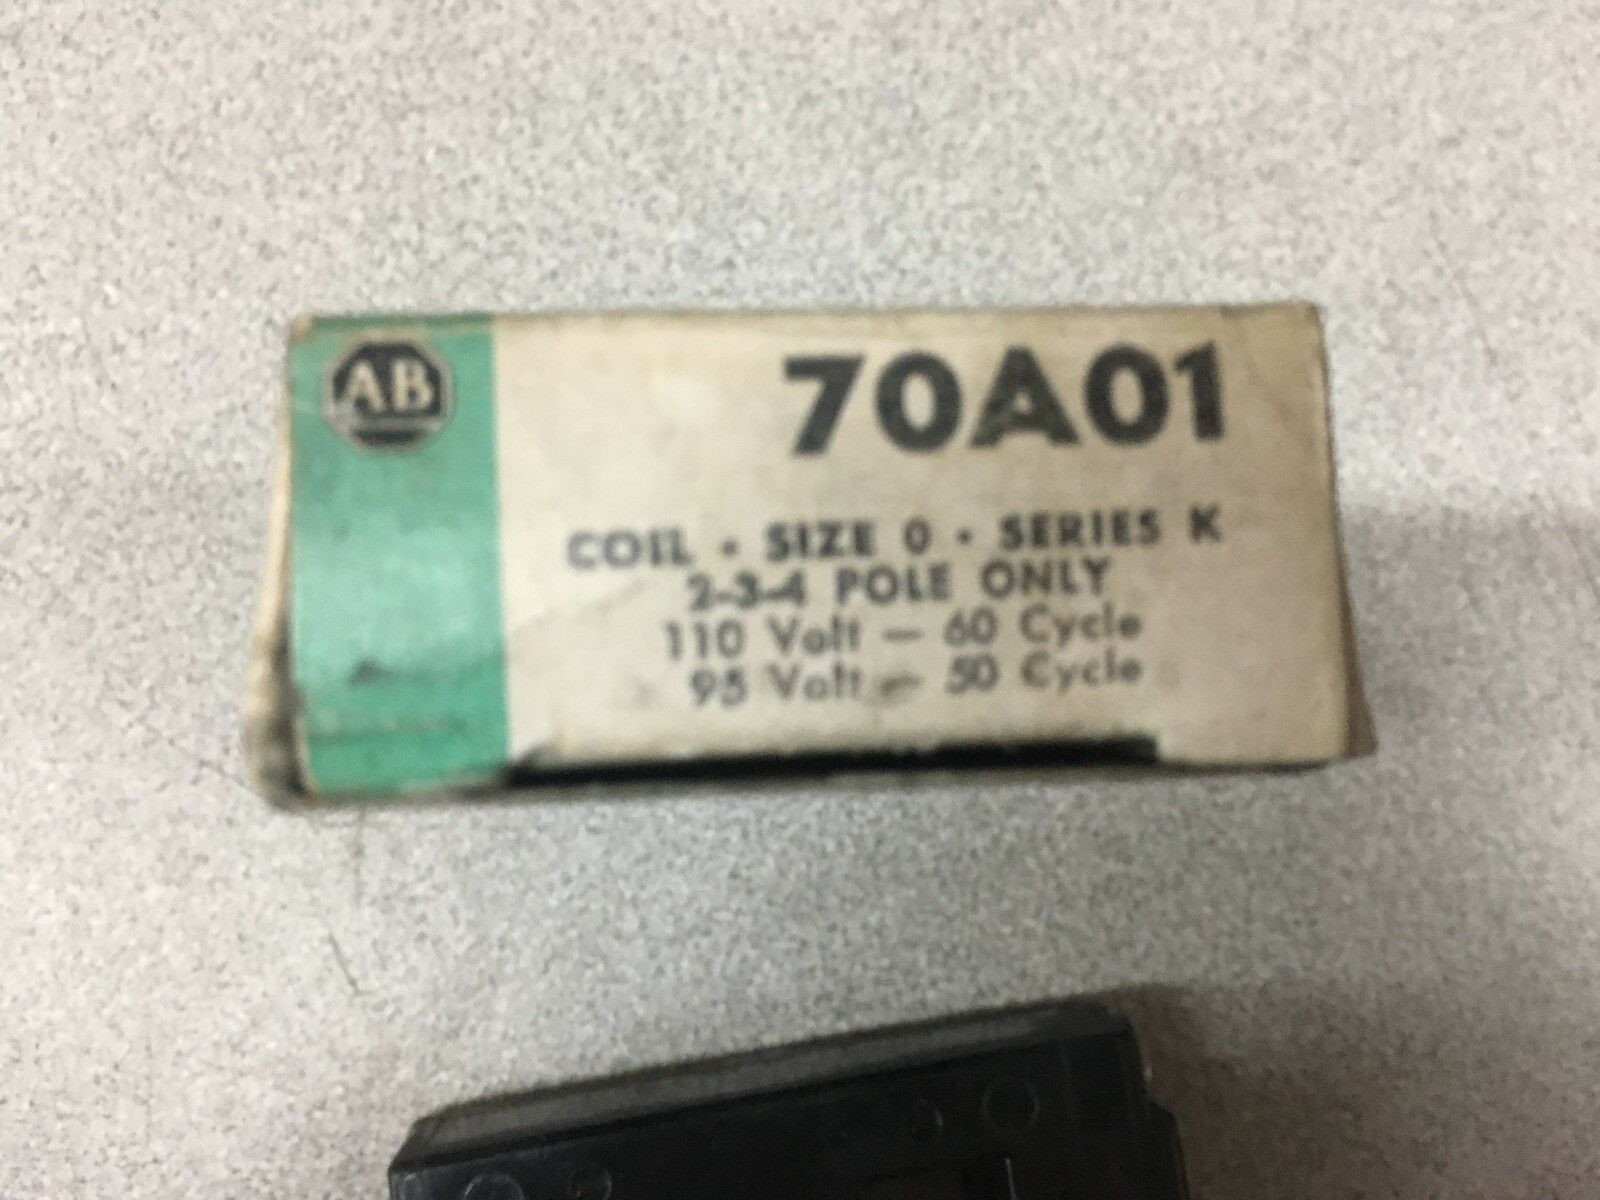 AB
70A01
COIL • SIZE 0 • SERIES K
2-3-4 POLE ONLY
110 Volt — 60 Cycle
95 Volt — 50 Cycle